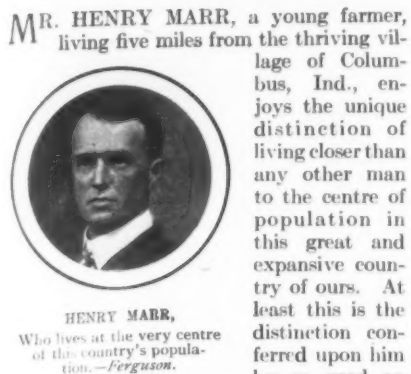 MR. HENRY MARR, a young farmer,
living five miles from the thriving vil-
lage of Colum-
bus, Ind., en-
joys the unique
distinction of
living closer than
any other man
to the centre of
population in
this great and
expansive coun-
try of ours. At
least this is the
distinction con-
ferred upon him
HENRY MARR,
Who lives at the very centre
of this country's popula-
tion.—Ferguson.